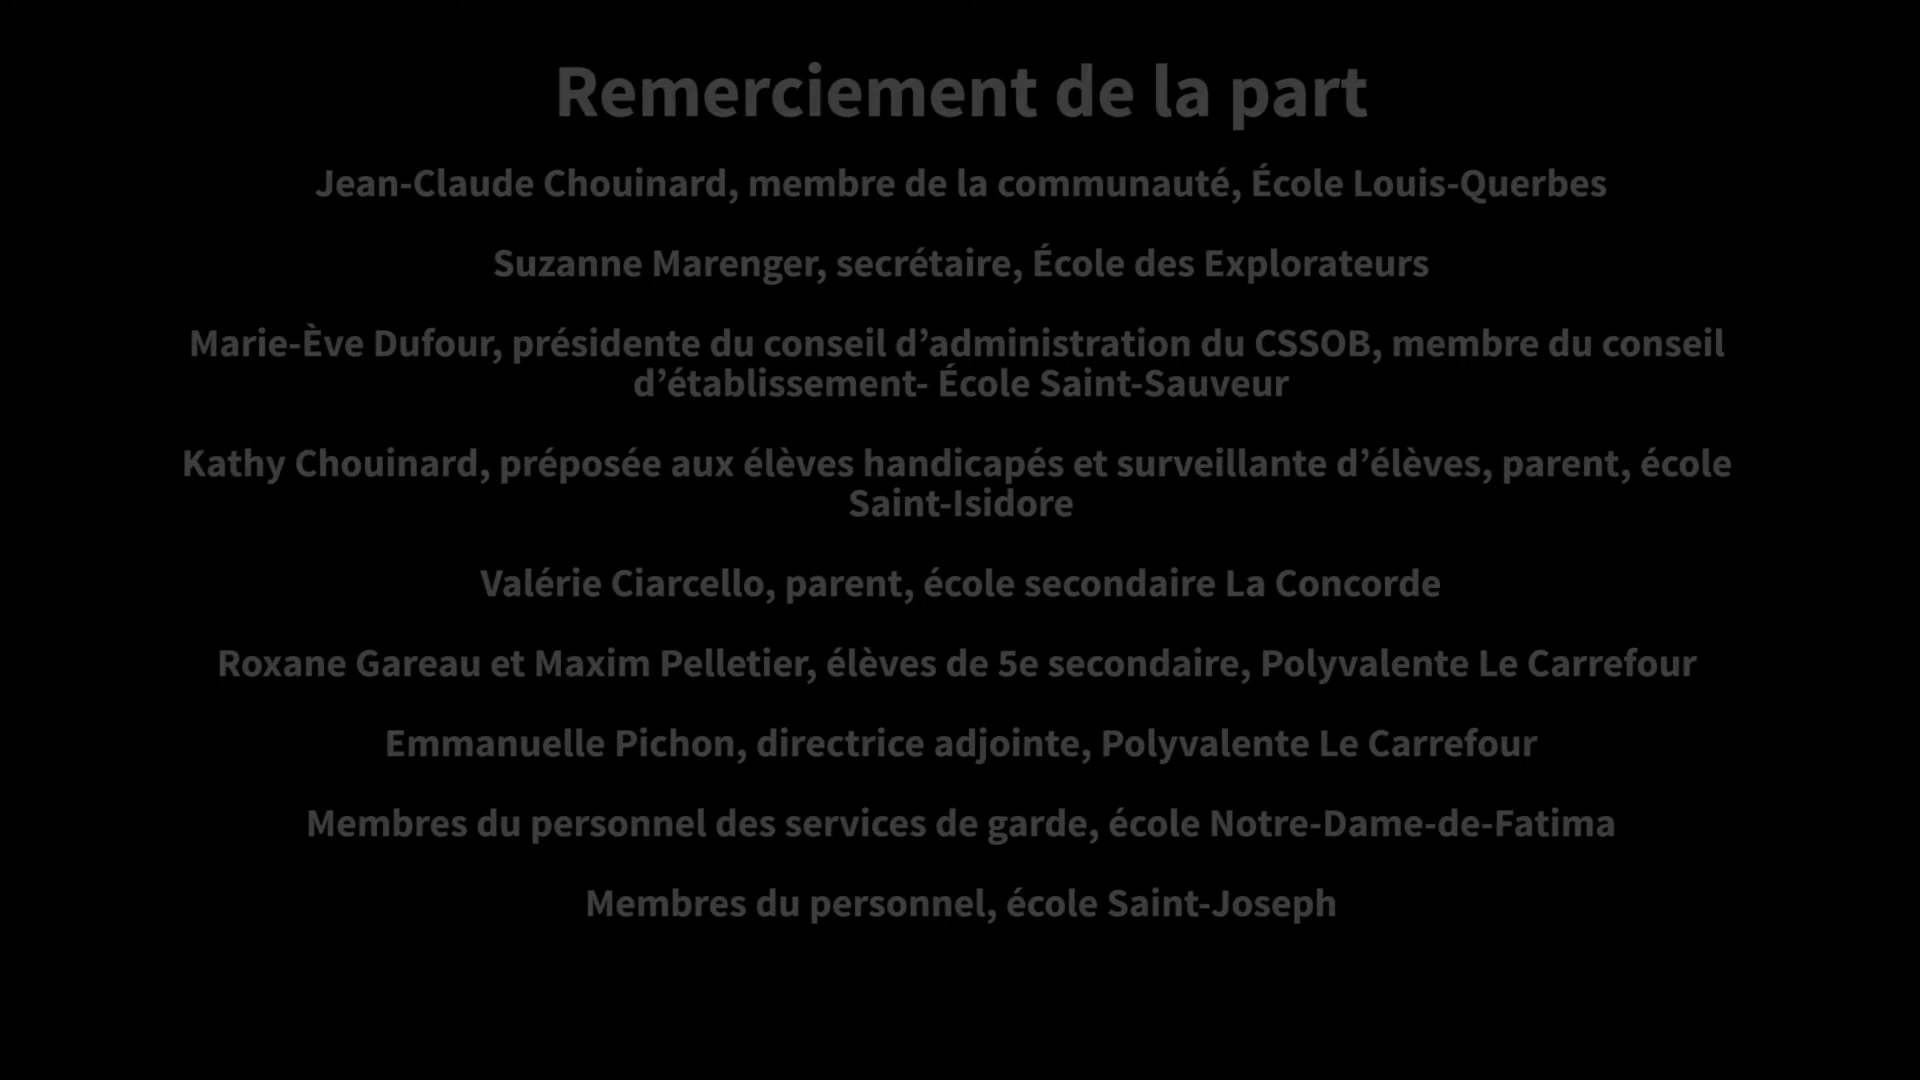 Remerciement de la part
Jean-Claude Chouinard, membre de la communauté, École Louis-Querbes
Suzanne Marenger, secrétaire, École des Explorateurs
Marie-Ève Dufour, présidente du conseil d’administration du CSSOB, membre du conseil
d’établissement- École Saint-Sauveur
Kathy Chouinard, préposée aux élèves handicapés et surveillante d’élèves, parent, école
Saint-Isidore
Valérie Ciarcello, parent, école secondaire La Concorde
Roxane Gareau et Maxim Pelletier, élèves de 5e secondaire, Polyvalente Le Carrefour
Emmanuelle Pichon, directrice adjointe, Polyvalente Le Carrefour
Membres du personnel des services de garde, école Notre-Dame-de-Fatima
Membres du personnel, école Saint-Joseph